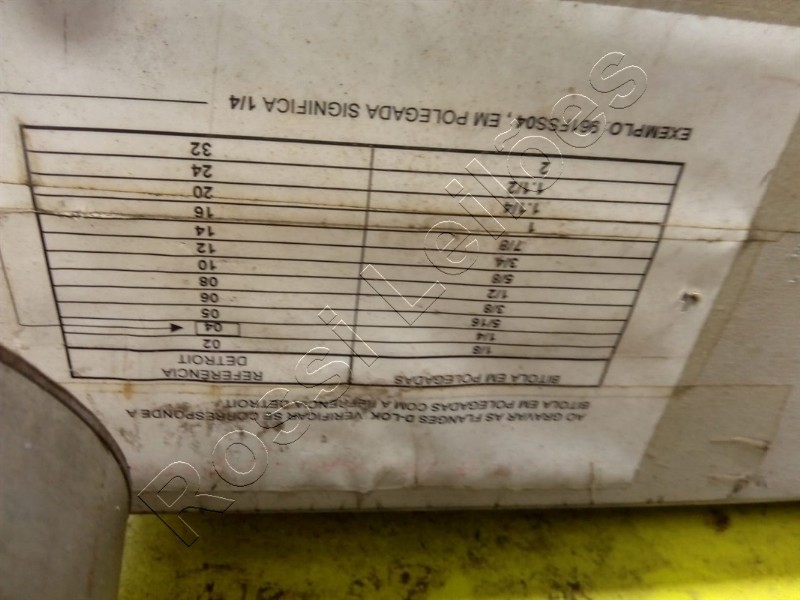 AO GRAVAR AS FLANGES D-LOK, VERIFICAR SE CORRESPONDE A
BITOLA EM POLEGADAS COM A REFERÊNCIA DETROIT
BITOLA EM POLEGADAS REFERÊNCIA DETROIT
1/8 02
1/4 04
5/16 05
3/8 06
1/2 08
5/8 10
3/4 12
7/8 14
1 16
1.1/4 20
1.1/2 24
2 32
EXEMPLO 951FSS04, EM POLEGADA SIGNIFICA 1/4
Rossi Leilões